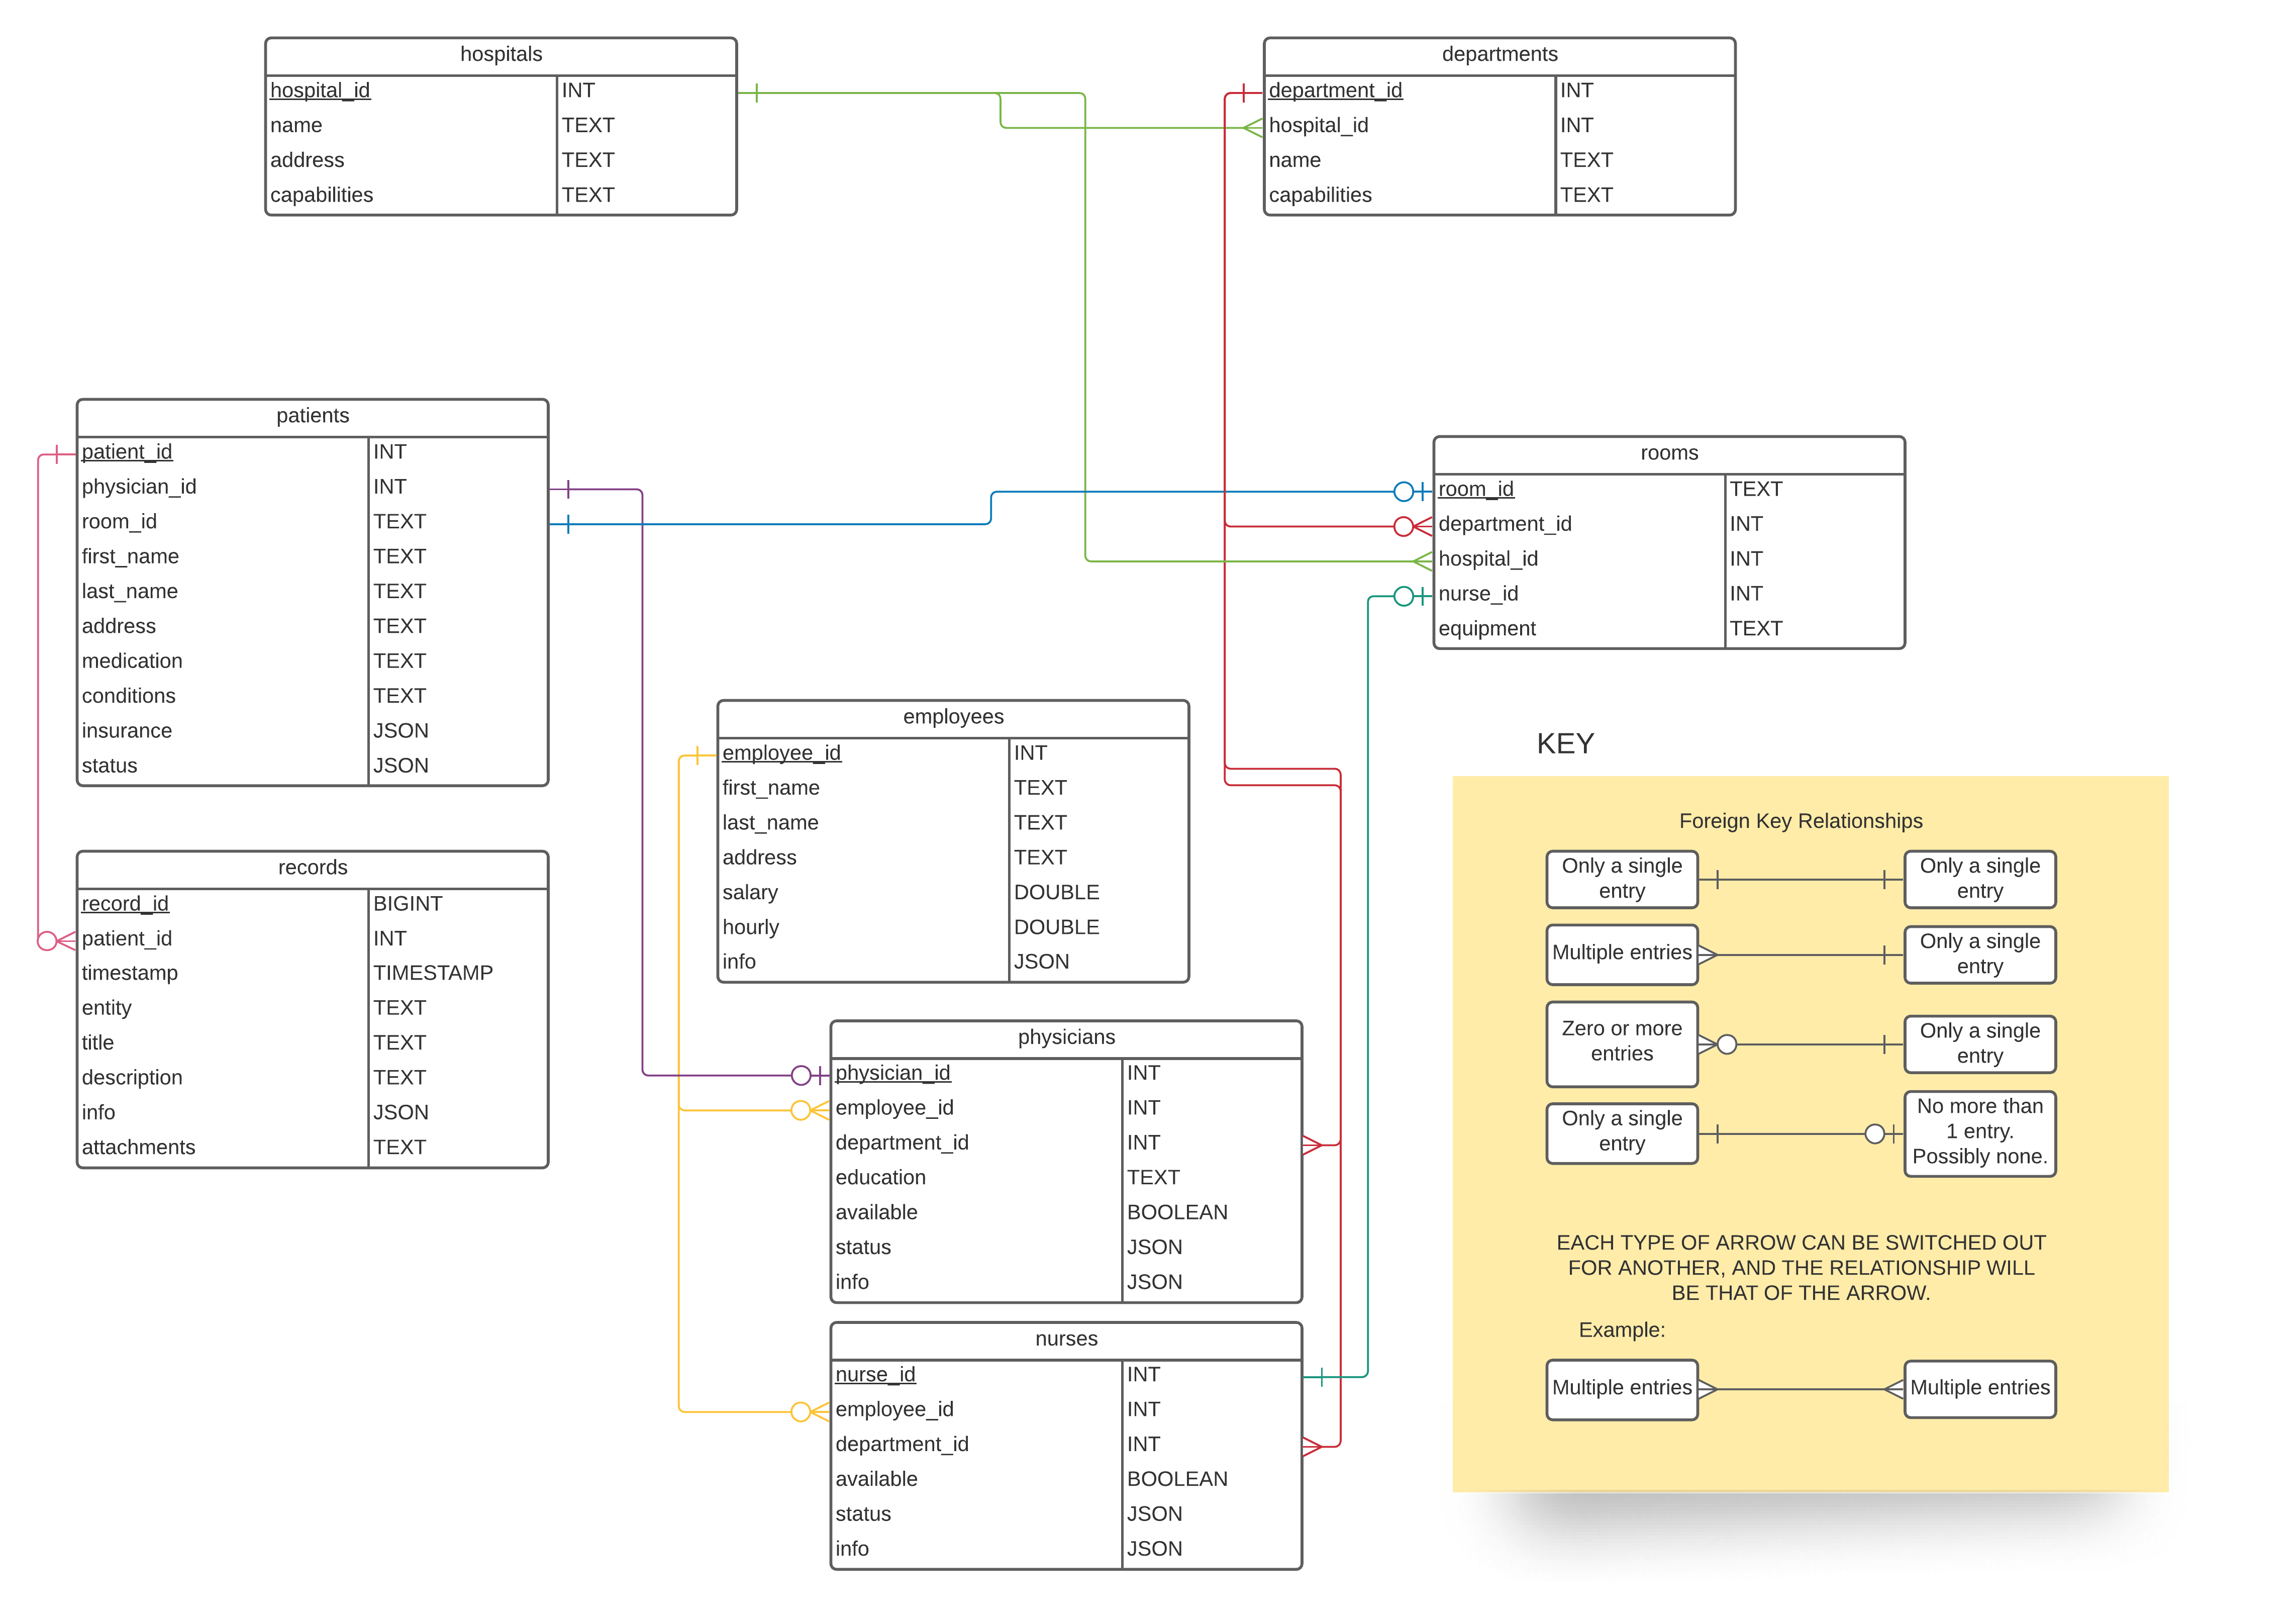 hospitals
hospital_id INT
name TEXT
address TEXT
capabilities TEXT
departments
department_id INT
hospital_id INT
name TEXT
capabilities TEXT
patients
patient_id INT
physician_id INT
room_id TEXT
first_name TEXT
last_name TEXT
address TEXT
medication TEXT
conditions TEXT
insurance JSON
status JSON
rooms
room_id TEXT
department_id INT
hospital_id INT
nurse_id INT
equipment TEXT
employees
employee_id INT
first_name TEXT
last_name TEXT
address TEXT
salary DOUBLE
hourly DOUBLE
info JSON
records
record_id BIGINT
patient_id INT
timestamp TIMESTAMP
entity TEXT
title TEXT
description TEXT
info JSON
attachments TEXT
physicians
physician_id INT
employee_id INT
department_id INT
education TEXT
available BOOLEAN
status JSON
info JSON
nurses
nurse_id INT
employee_id INT
department_id INT
available BOOLEAN
status JSON
info JSON
KEY
Foreign Key Relationships
Only a single
entry
Only a single
entry
Multiple entries
Only a single
entry
Zero or more
entries
Only a single
entry
Only a single
entry
No more than
1 entry.
Possibly none.
EACH TYPE OF ARROW CAN BE SWITCHED OUT
FOR ANOTHER, AND THE RELATIONSHIP WILL
BE THAT OF THE ARROW.
Example:
Multiple entries
Multiple entries